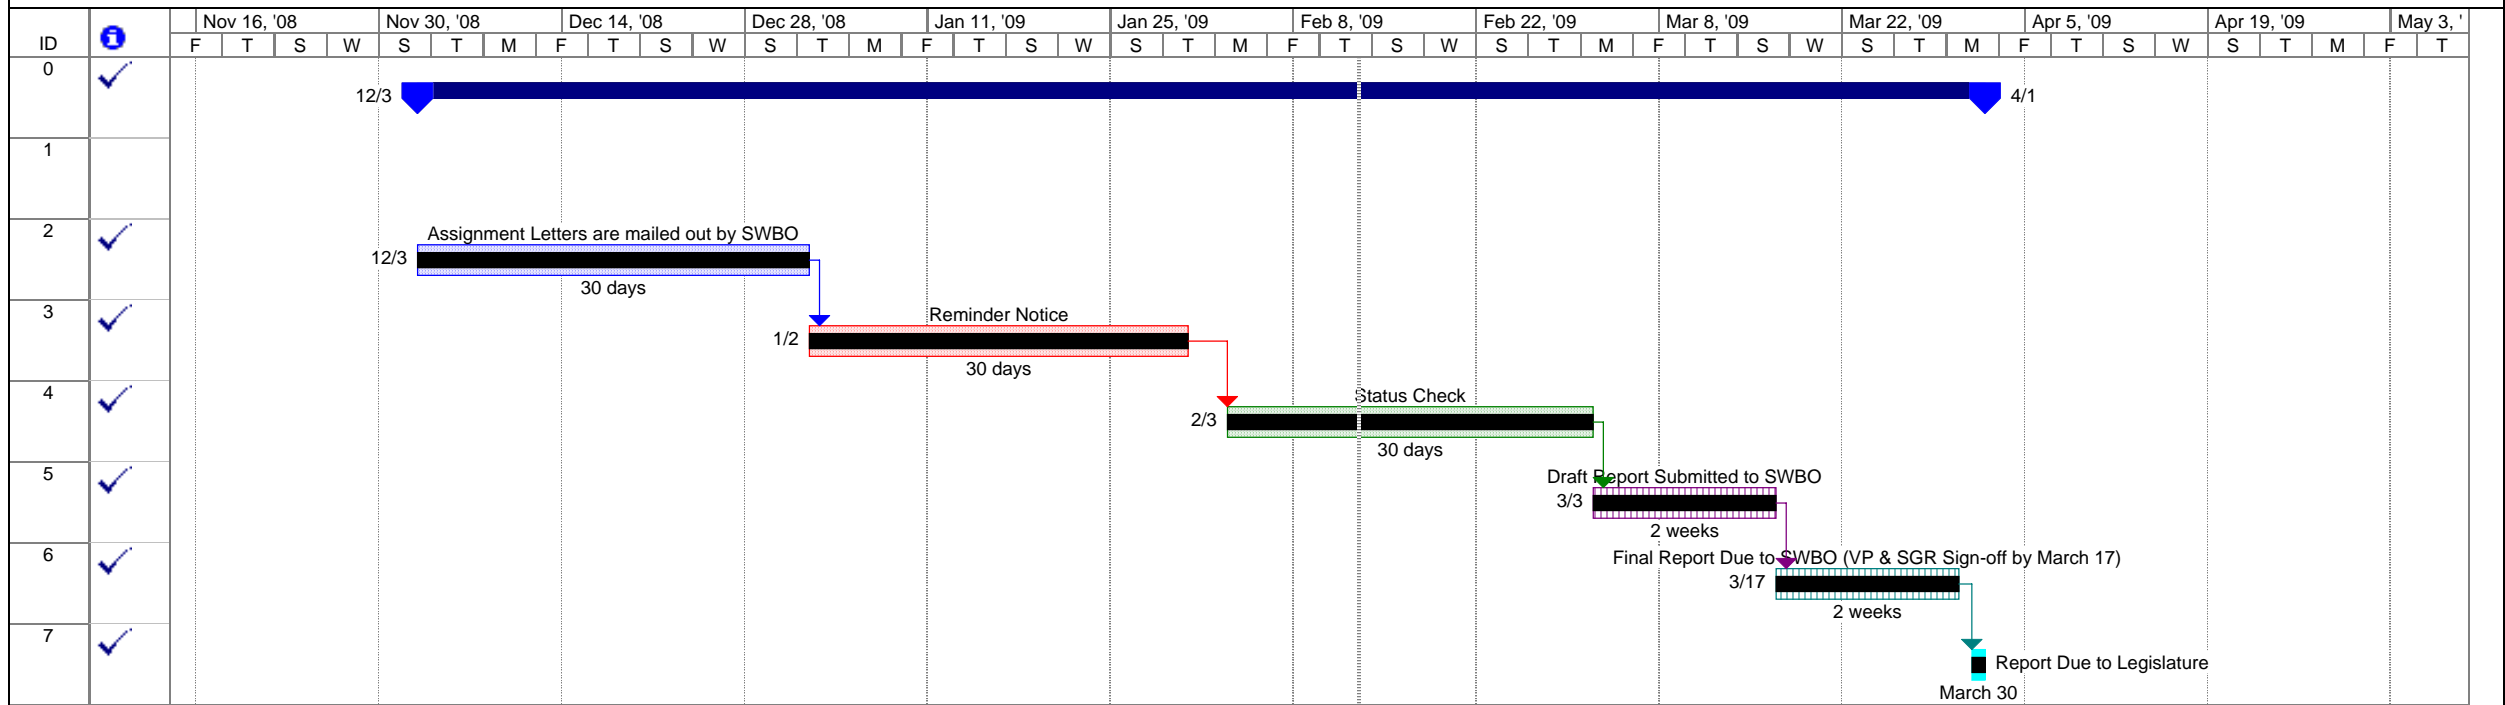 Nov 16, '08 Nov 30, '08 Dec 14, '08 Dec 28, '08 Jan 11, '09 Jan 25, '09 Feb 8, '09 Feb 22, '09 Mar 8, '09 Mar 22, '09 Apr 5, '09 Apr 19, '09 May 3, '
ID i F T S W S T M F T S W S T M F T S W S T M F T S W S T M F T S W S T M F T S W S T M F T
0
12/3 4/1
1
2
Assignment Letters are mailed out by SWBO
12/3
30 days
3
Reminder Notice
1/2
30 days
4
Status Check
2/3
30 days
5
Draft Report Submitted to SWBO
3/3
2 weeks
6
Final Report Due to SWBO (VP & SGR Sign-off by March 17)
3/17
2 weeks
7
Report Due to Legislature
March 30